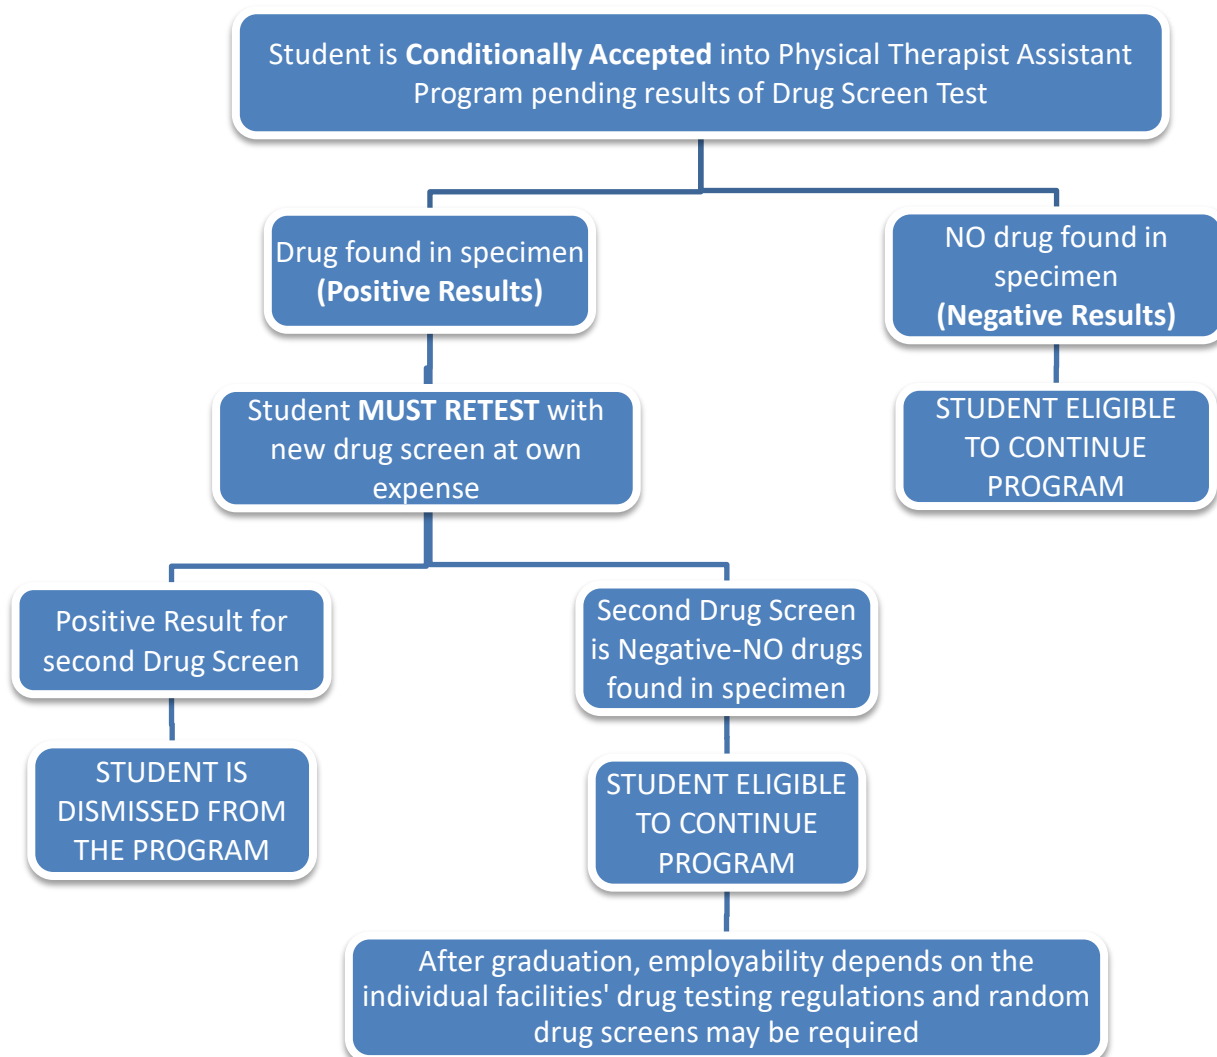 Student is Conditionally Accepted into Physical Therapist Assistant
Program pending results of Drug Screen Test
Drug found in specimen
(Positive Results)
NO drug found in
specimen
(Negative Results)
Student MUST RETEST with
new drug screen at own
expense
STUDENT ELIGIBLE
TO CONTINUE
PROGRAM
Positive Result for
second Drug Screen
Second Drug Screen
is Negative-NO drugs
found in specimen
STUDENT IS
DISMISSED FROM
THE PROGRAM
STUDENT ELIGIBLE
TO CONTINUE
PROGRAM
After graduation, employability depends on the
individual facilities' drug testing regulations and random
drug screens may be required